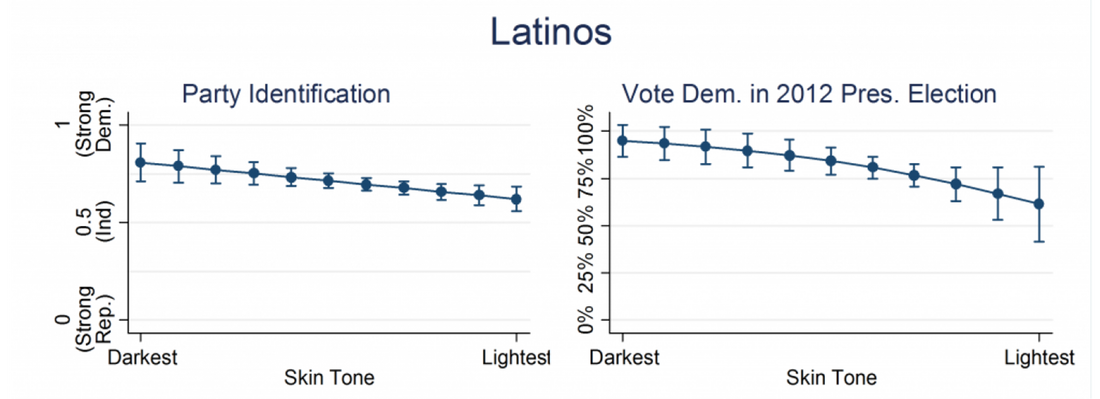 Latinos
Party Identification
1
(Strong
Dem.)
0.5
(Ind)
0
(Strong
Rep.)
Darkest
Lightest
Skin Tone
Vote Dem. in 2012 Pres. Election
100%
75%
50%
25%
0%
Darkest
Lightest
Skin Tone